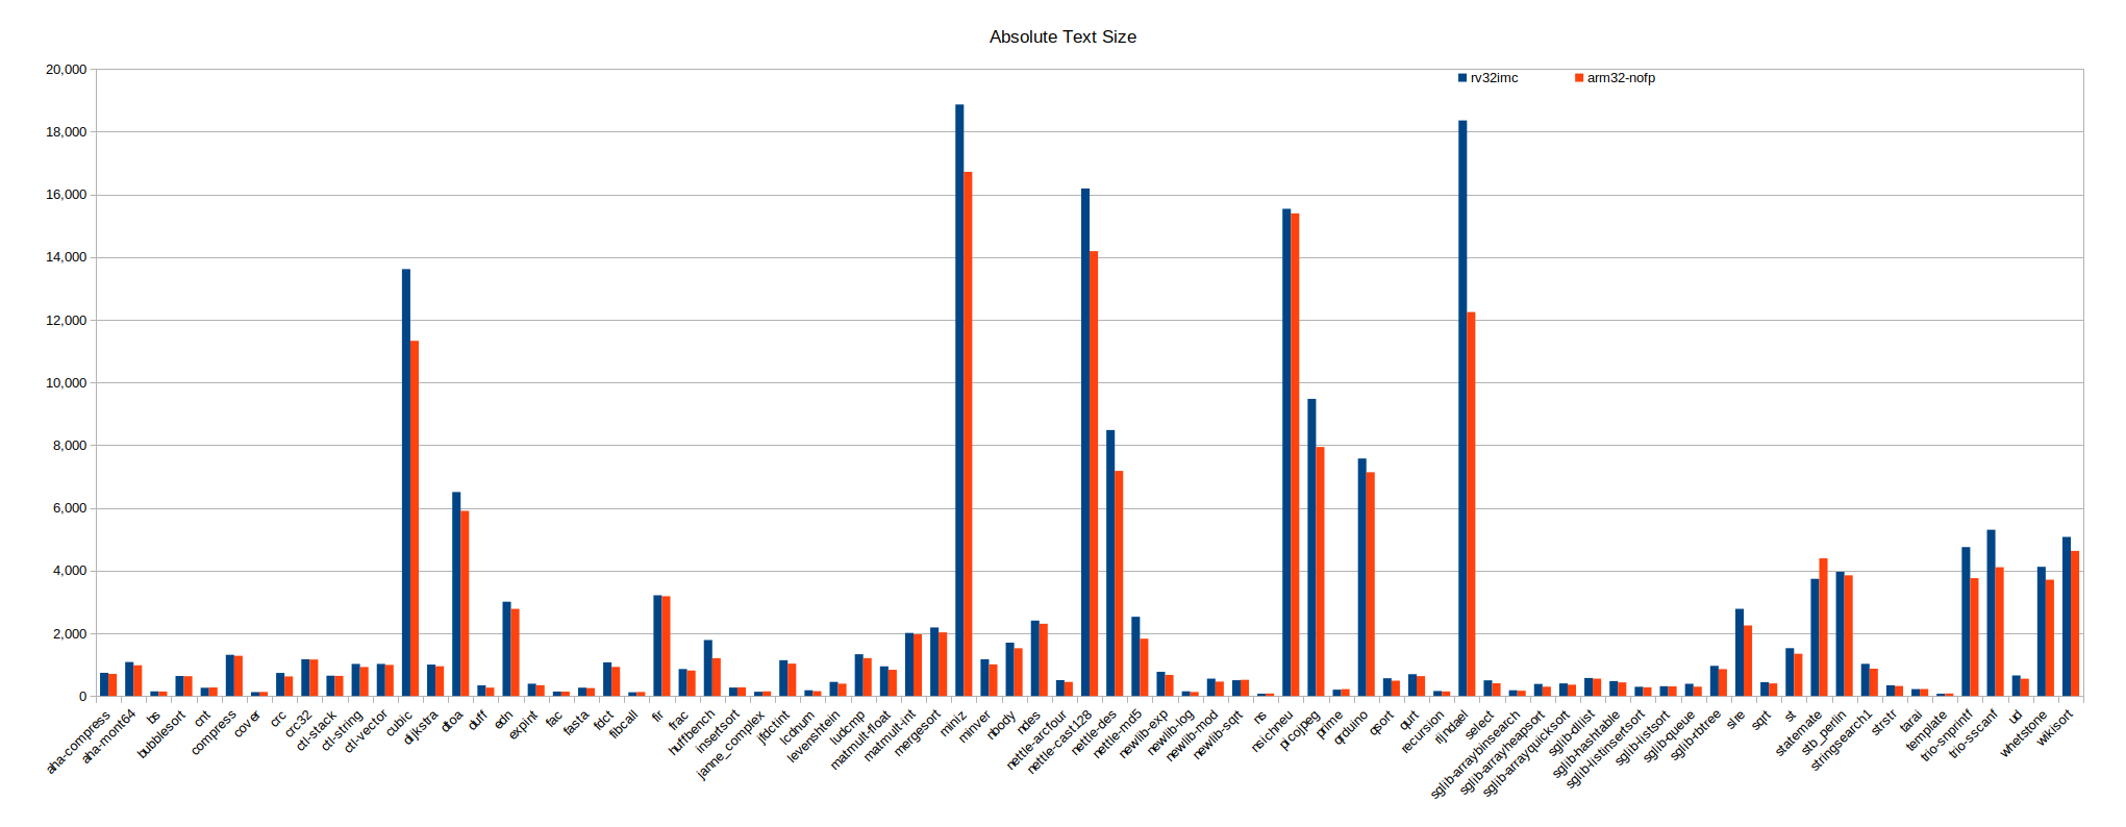 Absolute Text Size
rv32imc
arm32-nofp
20,000
18,000
16,000
14,000
12,000
10,000
8,000
6,000
4,000
2,000
0
aha-compress
aha-mont64
bs
bubblesort
cnt
compress
cover
crc
crc32
ctl-stack
ctl-string
ctl-vector
cubic
dijkstra
dtoa
duff
edn
expint
fac
fasta
fdct
fibcall
fir
frac
huffbench
insertsort
janne_complex
jfdctint
lcdnum
levenshtein
ludcmp
matmult-float
matmult-int
mergesort
miniz
minver
nbody
ndes
nettle-arcfour
nettle-cast128
nettle-des
nettle-md5
newlib-exp
newlib-log
newlib-mod
newlib-sqrt
ns
nsichneu
picojpeg
prime
qrduino
qsort
qurt
recursion
rijndael
select
sglib-arraybinsearch
sglib-arrayheapsort
sglib-arrayquicksort
sglib-dllist
sglib-hashtable
sglib-listinsertsort
sglib-listsort
sglib-queue
sglib-rbtree
slre
sqrt
st
statemate
stb_perlin
stringsearch1
strstr
tarai
template
trio-snprintf
trio-sscanf
ud
whetstone
wikisort